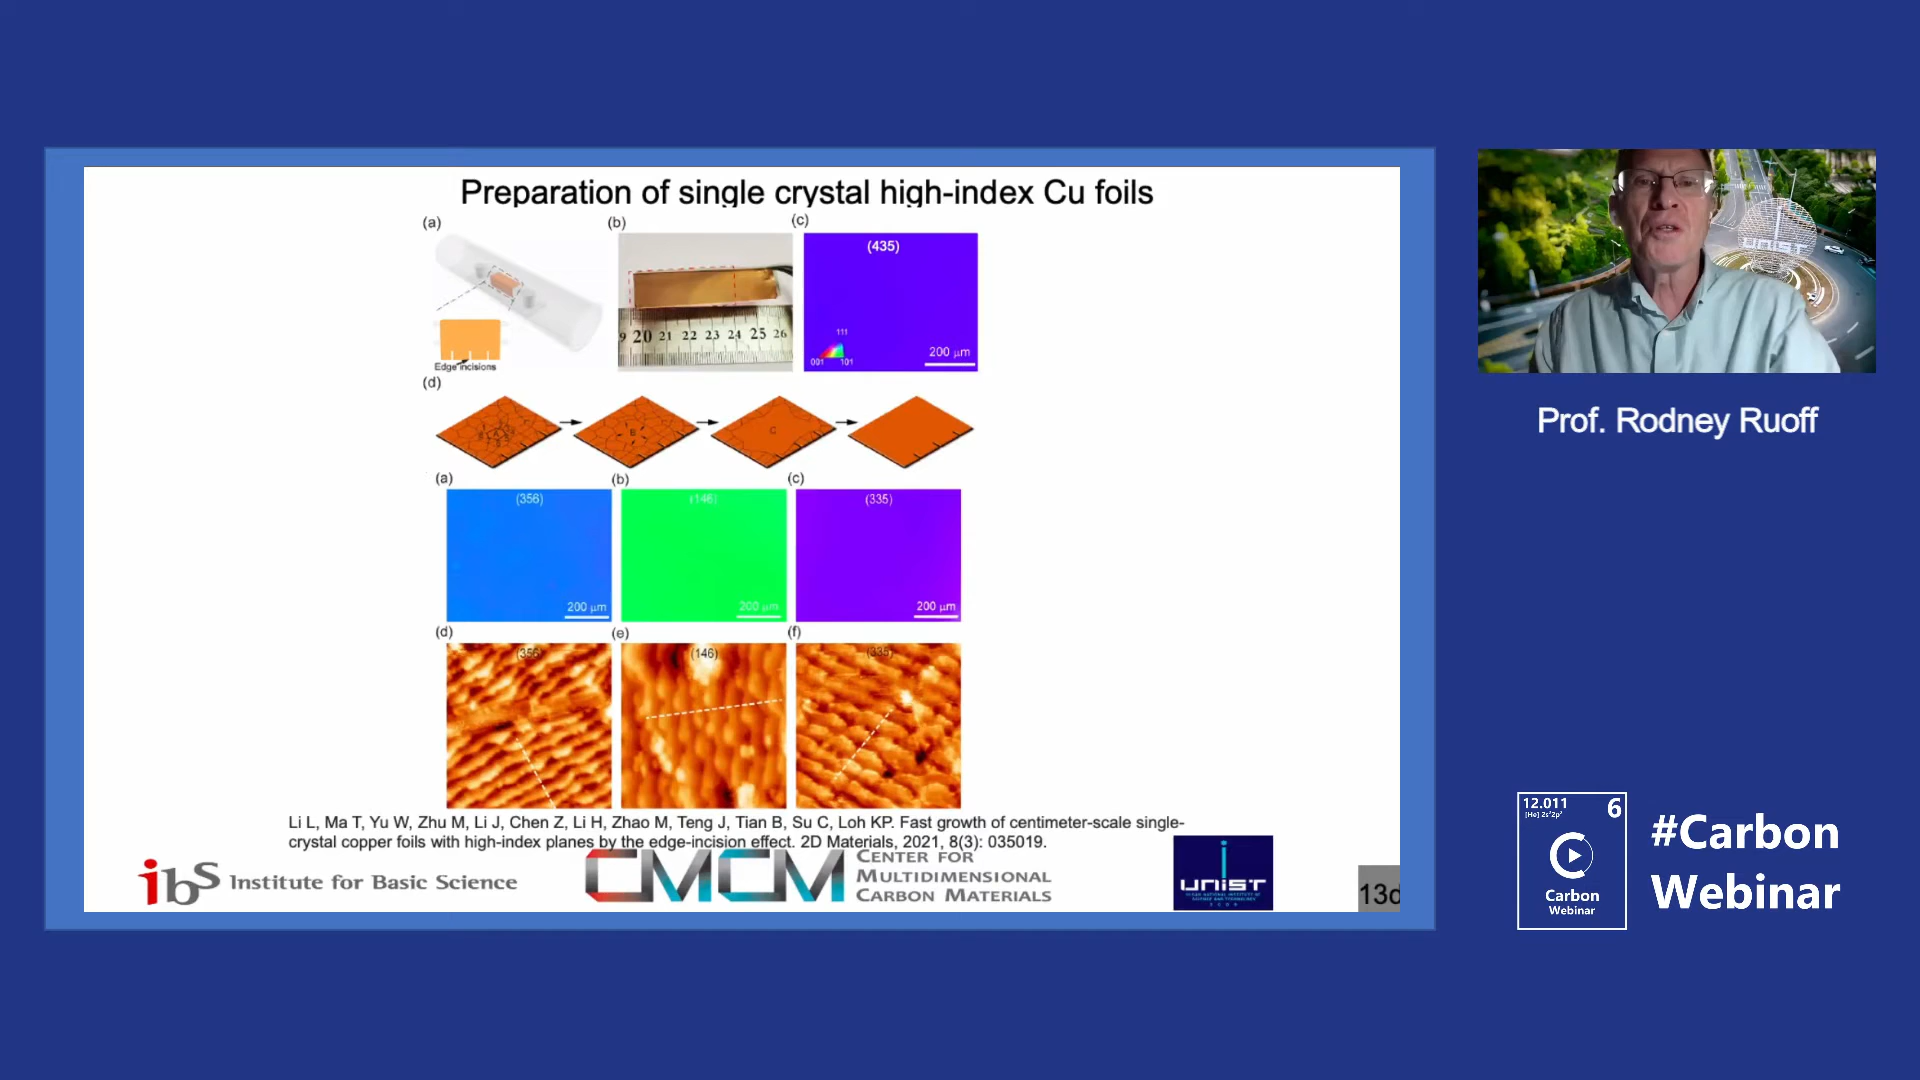 Preparation of single crystal high-index Cu foils
(a)
(b)
(c)
Edge incisions
9 20 21 22 23 24 25 26
(435)
111
001 101
200 μm
(d)
B
C
(a)
(b)
(c)
(356)
(146)
(335)
200 μm
200 μm
200 μm
(d)
(e)
(f)
(356)
(146)
(335)
Li L, Ma T, Yu W, Zhu M, Li J, Chen Z, Li H, Zhao M, Teng J, Tian B, Su C, Loh KP. Fast growth of centimeter-scale single-
crystal copper foils with high-index planes by the edge-incision effect. 2D Materials, 2021, 8(3): 035019.
ibs Institute for Basic Science
CMCM
Center for
Multidimensional
Carbon Materials
UNIST
13d
UNIST
Prof. Rodney Ruoff
12.011 6
[He] 2s²2p²
Carbon
Webinar
#Carbon
Webinar